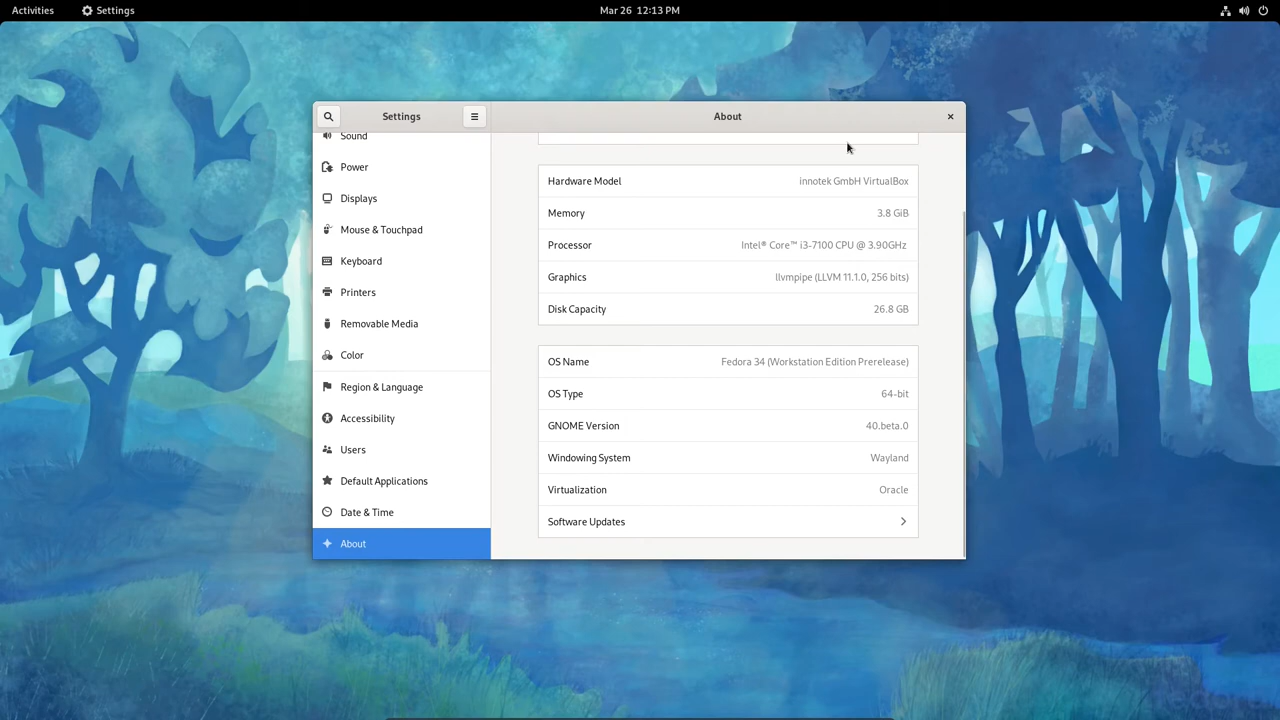 Activities Settings Mar 26 12:13 PM
Settings About
Sound
Power
Displays
Mouse & Touchpad
Keyboard
Printers
Removable Media
Color
Region & Language
Accessibility
Users
Default Applications
Date & Time
About
Hardware Model innotek GmbH VirtualBox
Memory 3.8 GiB
Processor Intel® Core™ i3-7100 CPU @ 3.90GHz
Graphics llvmpipe (LLVM 11.1.0, 256 bits)
Disk Capacity 26.8 GB
OS Name Fedora 34 (Workstation Edition Prerelease)
OS Type 64-bit
GNOME Version 40.beta.0
Windowing System Wayland
Virtualization Oracle
Software Updates